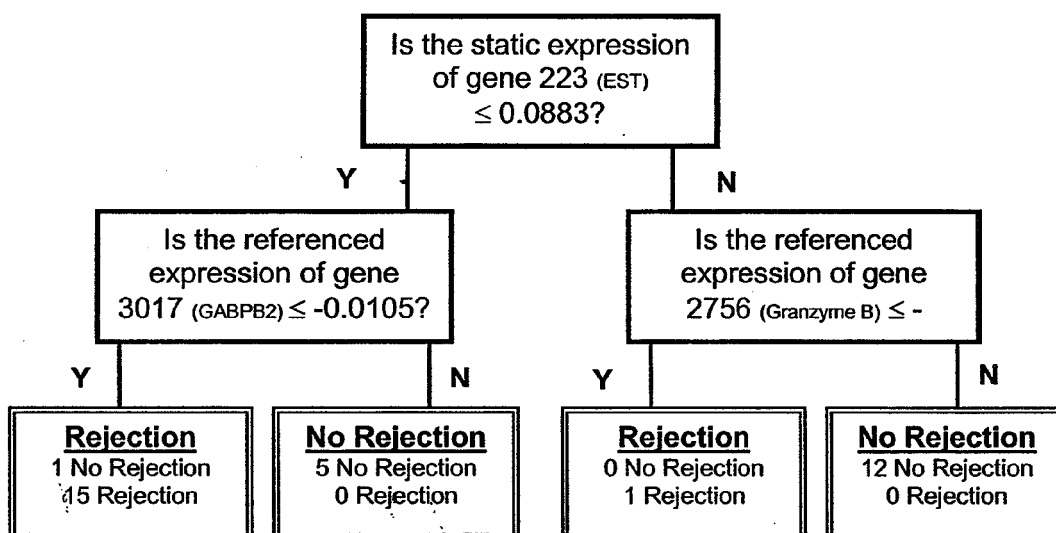 Is the static expression
of gene 223 (EST)
≤ 0.0883?
Y
N
Is the referenced
expression of gene
3017 (GABPB2) ≤ -0.0105?
Is the referenced
expression of gene
2756 (Granzyme B) ≤ -
Y
N
Y
N
Rejection
1 No Rejection
15 Rejection
No Rejection
5 No Rejection
0 Rejection
Rejection
0 No Rejection
1 Rejection
No Rejection
12 No Rejection
0 Rejection